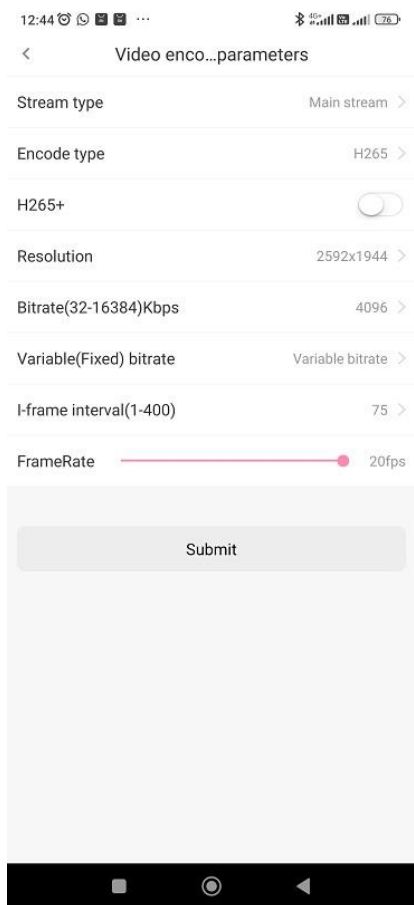 12:44 ... 4G+ 76
Video enco...parameters
Stream type Main stream
Encode type H265
H265+
Resolution 2592x1944
Bitrate(32-16384)Kbps 4096
Variable(Fixed) bitrate Variable bitrate
I-frame interval(1-400) 75
FrameRate 20fps
Submit